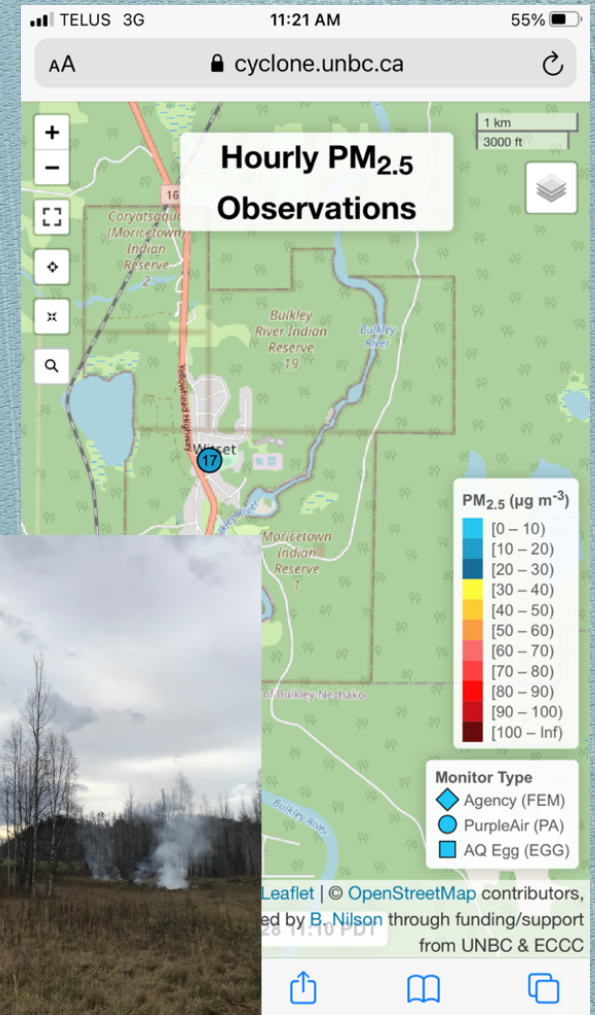 TELUS 3G 11:21 AM 55%
AA cyclone.unbc.ca
+
−
Hourly PM2.5
Observations
1 km
3000 ft
16
(Moricetown)
Indian
Reserve
2
Bulkley
River Indian
Reserve
19
Bulkley
River
Yellowhead Highway
17
Moricetown
Indian
Reserve
1
PM2.5 (µg m-3)
[0 – 10)
[10 – 20)
[20 – 30)
[30 – 40)
[40 – 50)
[50 – 60)
[60 – 70)
[70 – 80)
[80 – 90)
[90 – 100)
[100 – Inf)
of Bulkley-Nechako
Monitor Type
Agency (FEM)
PurpleAir (PA)
AQ Egg (EGG)
Bulkley River
Leaflet | © OpenStreetMap contributors,
ed by B. Nilson through funding/support
28 11:10 PDT
from UNBC & ECCC